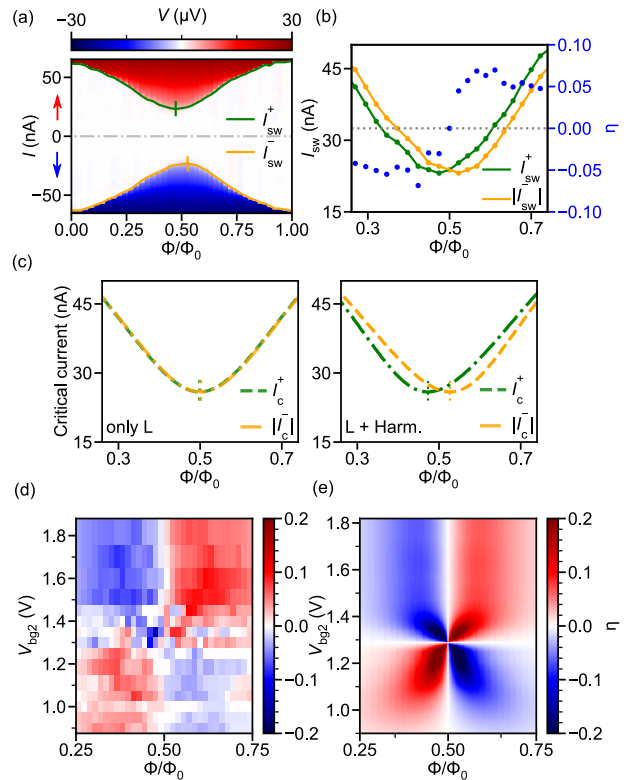 (a)
−30 V (μV) 30
50
0
−50
I (nA)
I⁺sw
I⁻sw
0.00 0.25 0.50 0.75 1.00
Φ/Φ₀
(b)
45
30
15
Isw (nA)
0.10
0.05
0.00
−0.05
−0.10
η
I⁺sw
|I⁻sw|
0.3 0.5 0.7
Φ/Φ₀
(c)
45
30
15
Critical current (nA)
I⁺c
|I⁻c|
only L
0.3 0.5 0.7
Φ/Φ₀
45
30
15
I⁺c
|I⁻c|
L + Harm.
0.3 0.5 0.7
Φ/Φ₀
(d)
1.8
1.6
1.4
1.2
1.0
Vbg2 (V)
0.25 0.50 0.75
Φ/Φ₀
0.2
0.1
0.0
−0.1
−0.2
(e)
1.8
1.6
1.4
1.2
1.0
Vbg2 (V)
0.25 0.50 0.75
Φ/Φ₀
0.2
0.1
0.0
−0.1
−0.2
η